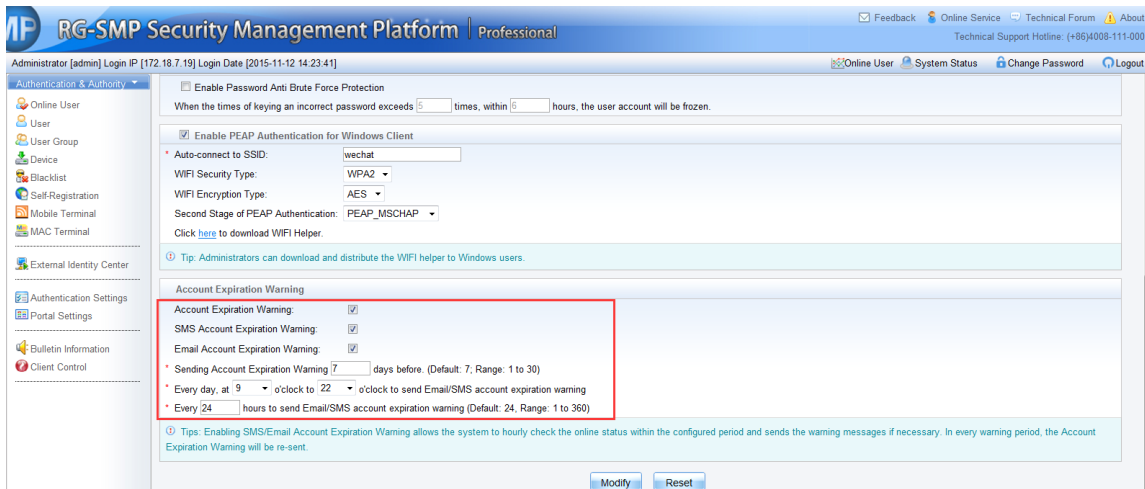 MP RG-SMP Security Management Platform | Professional
Feedback Online Service Technical Forum About
Technical Support Hotline: (+86)4008-111-000
Administrator [admin] Login IP [172.18.7.19] Login Date [2015-11-12 14:23:41]
Online User System Status Change Password Logout
Authentication & Authority
Online User
User
User Group
Device
Blacklist
Self-Registration
Mobile Terminal
MAC Terminal
External Identity Center
Authentication Settings
Portal Settings
Bulletin Information
Client Control
Enable Password Anti Brute Force Protection
When the times of keying an incorrect password exceeds 5 times, within 6 hours, the user account will be frozen.
Enable PEAP Authentication for Windows Client
* Auto-connect to SSID: wechat
WIFI Security Type: WPA2
WIFI Encryption Type: AES
Second Stage of PEAP Authentication: PEAP_MSCHAP
Click here to download WIFI Helper.
Tip: Administrators can download and distribute the WIFI helper to Windows users.
Account Expiration Warning
Account Expiration Warning:
SMS Account Expiration Warning:
Email Account Expiration Warning:
* Sending Account Expiration Warning 7 days before. (Default: 7; Range: 1 to 30)
* Every day, at 9 o'clock to 22 o'clock to send Email/SMS account expiration warning
* Every 24 hours to send Email/SMS account expiration warning (Default: 24, Range: 1 to 360)
Tips: Enabling SMS/Email Account Expiration Warning allows the system to hourly check the online status within the configured period and sends the warning messages if necessary. In every warning period, the Account
Expiration Warning will be re-sent.
Modify Reset